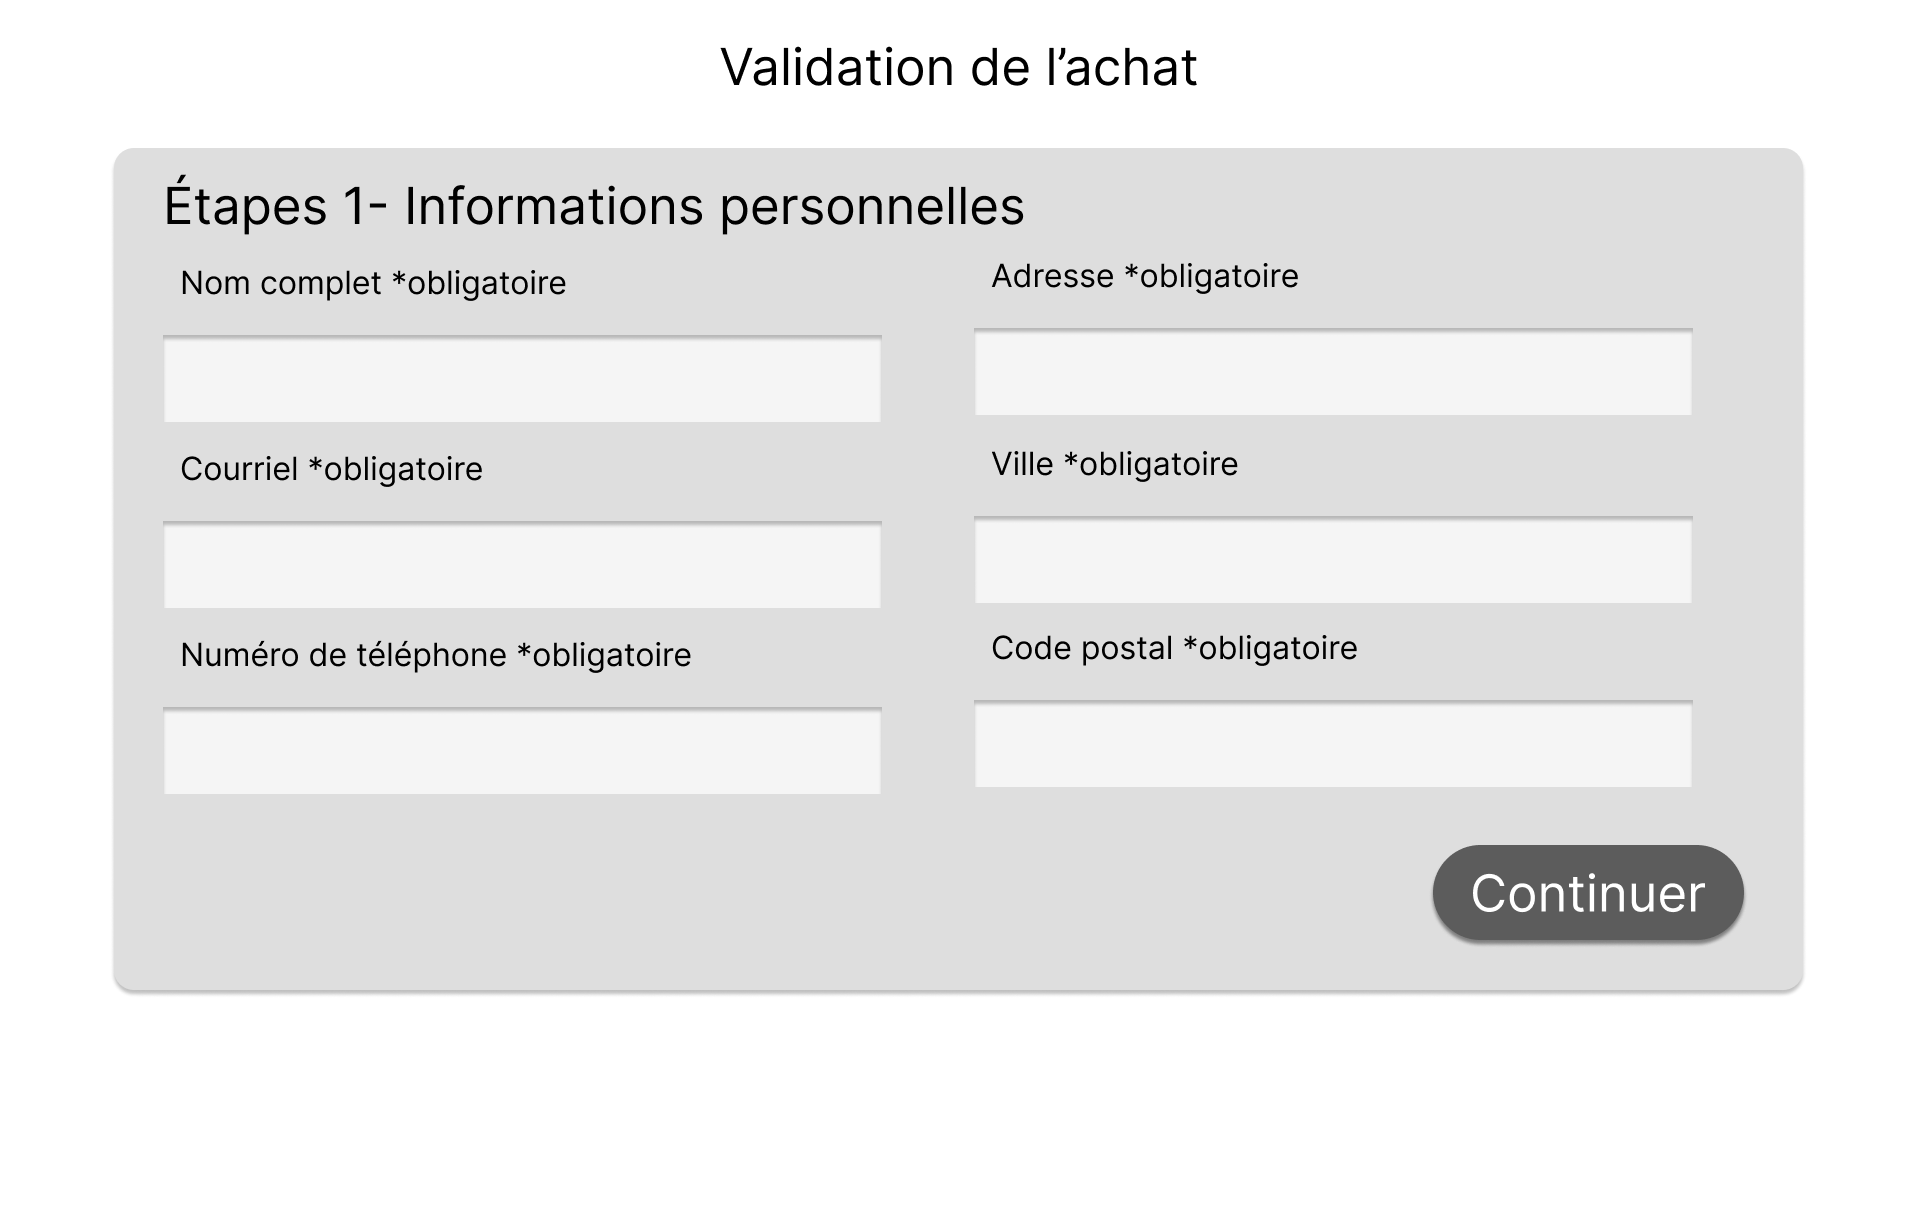 Validation de l’achat
Étapes 1- Informations personnelles
Nom complet *obligatoire
Adresse *obligatoire
Courriel *obligatoire
Ville *obligatoire
Numéro de téléphone *obligatoire
Code postal *obligatoire
Continuer